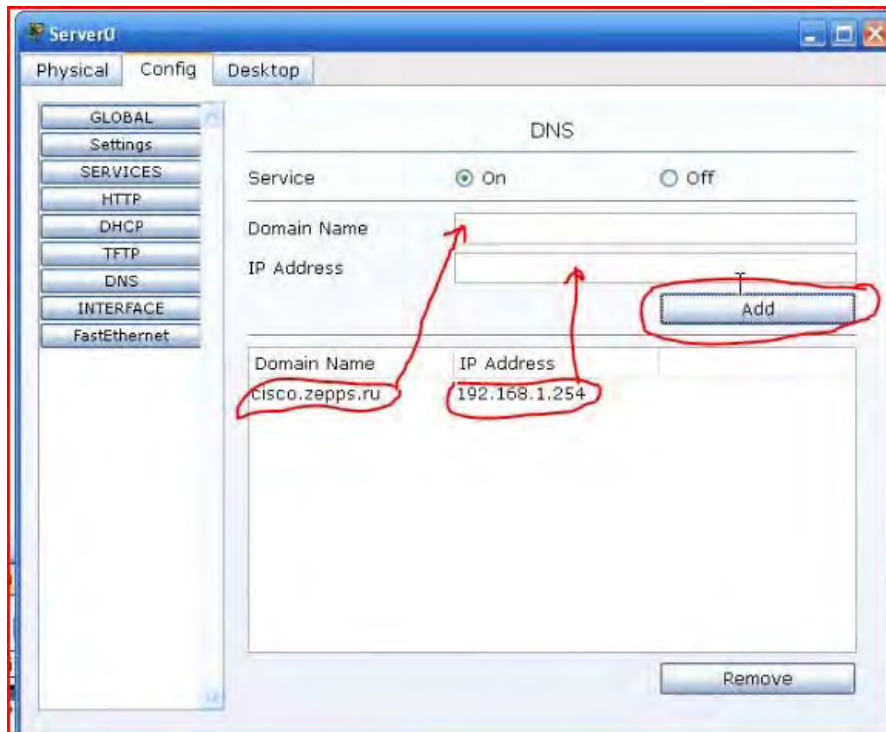 Server0
Physical Config Desktop
GLOBAL
Settings
SERVICES
HTTP
DHCP
TFTP
DNS
INTERFACE
FastEthernet
DNS
Service On Off
Domain Name
IP Address
Add
Domain Name IP Address
cisco.zepps.ru 192.168.1.254
Remove